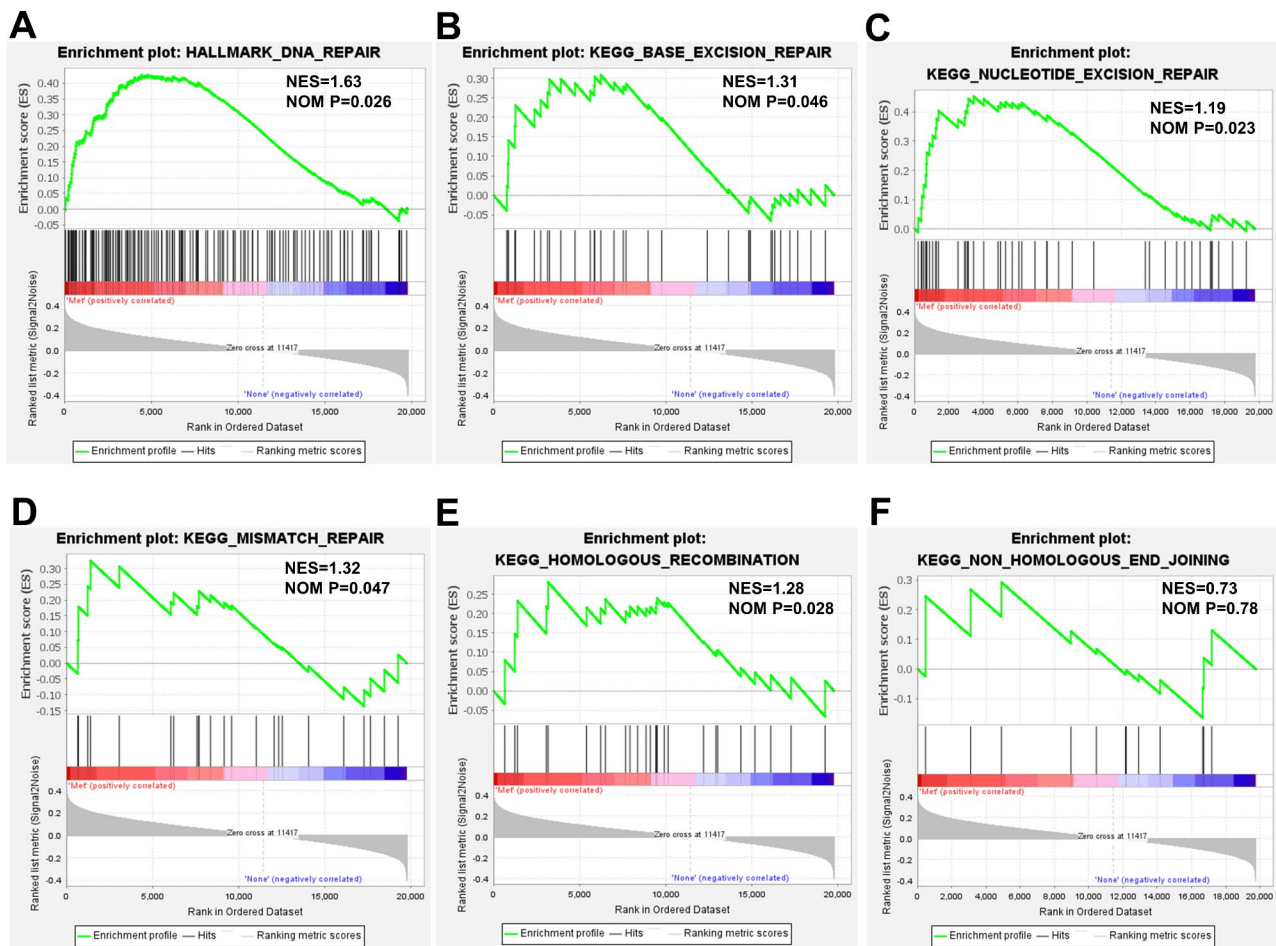 A
Enrichment plot: HALLMARK_DNA_REPAIR
NES=1.63
NOM P=0.026
Enrichment score (ES)
0.40
0.35
0.30
0.25
0.20
0.15
0.10
0.05
0.00
-0.05
'Met' (positively correlated)
Zero cross at 11417
'None' (negatively correlated)
Ranked list metric (Signal2Noise)
0.4
0.2
0.0
-0.2
-0.4
0 5,000 10,000 15,000 20,000
Rank in Ordered Dataset
Enrichment profile Hits Ranking metric scores
B
Enrichment plot: KEGG_BASE_EXCISION_REPAIR
NES=1.31
NOM P=0.046
Enrichment score (ES)
0.30
0.25
0.20
0.15
0.10
0.05
0.00
-0.05
'Met' (positively correlated)
Zero cross at 11417
'None' (negatively correlated)
Ranked list metric (Signal2Noise)
0.4
0.2
0.0
-0.2
-0.4
0 5,000 10,000 15,000 20,000
Rank in Ordered Dataset
Enrichment profile Hits Ranking metric scores
C
Enrichment plot:
KEGG_NUCLEOTIDE_EXCISION_REPAIR
NES=1.19
NOM P=0.023
Enrichment score (ES)
0.4
0.3
0.2
0.1
0.0
'Met' (positively correlated)
Zero cross at 11417
'None' (negatively correlated)
Ranked list metric (Signal2Noise)
0.4
0.2
0.0
-0.2
-0.4
0 2,000 4,000 6,000 8,000 10,000 12,000 14,000 16,000 18,000 20,000
Rank in Ordered Dataset
Enrichment profile Hits Ranking metric scores
D
Enrichment plot: KEGG_MISMATCH_REPAIR
NES=1.32
NOM P=0.047
Enrichment score (ES)
0.30
0.25
0.20
0.15
0.10
0.05
0.00
-0.05
-0.10
-0.15
'Met' (positively correlated)
Zero cross at 11417
'None' (negatively correlated)
Ranked list metric (Signal2Noise)
0.4
0.2
0.0
-0.2
-0.4
0 5,000 10,000 15,000 20,000
Rank in Ordered Dataset
Enrichment profile Hits Ranking metric scores
E
Enrichment plot:
KEGG_HOMOLOGOUS_RECOMBINATION
NES=1.28
NOM P=0.028
Enrichment score (ES)
0.25
0.20
0.15
0.10
0.05
0.00
-0.05
'Met' (positively correlated)
Zero cross at 11417
'None' (negatively correlated)
Ranked list metric (Signal2Noise)
0.4
0.2
0.0
-0.2
-0.4
0 5,000 10,000 15,000 20,000
Rank in Ordered Dataset
Enrichment profile Hits Ranking metric scores
F
Enrichment plot:
KEGG_NON_HOMOLOGOUS_END_JOINING
NES=0.73
NOM P=0.78
Enrichment score (ES)
0.3
0.2
0.1
0.0
-0.1
'Met' (positively correlated)
Zero cross at 11417
'None' (negatively correlated)
Ranked list metric (Signal2Noise)
0.4
0.2
0.0
-0.2
-0.4
0 2,000 4,000 6,000 8,000 10,000 12,000 14,000 16,000 18,000 20,000
Rank in Ordered Dataset
Enrichment profile Hits Ranking metric scores